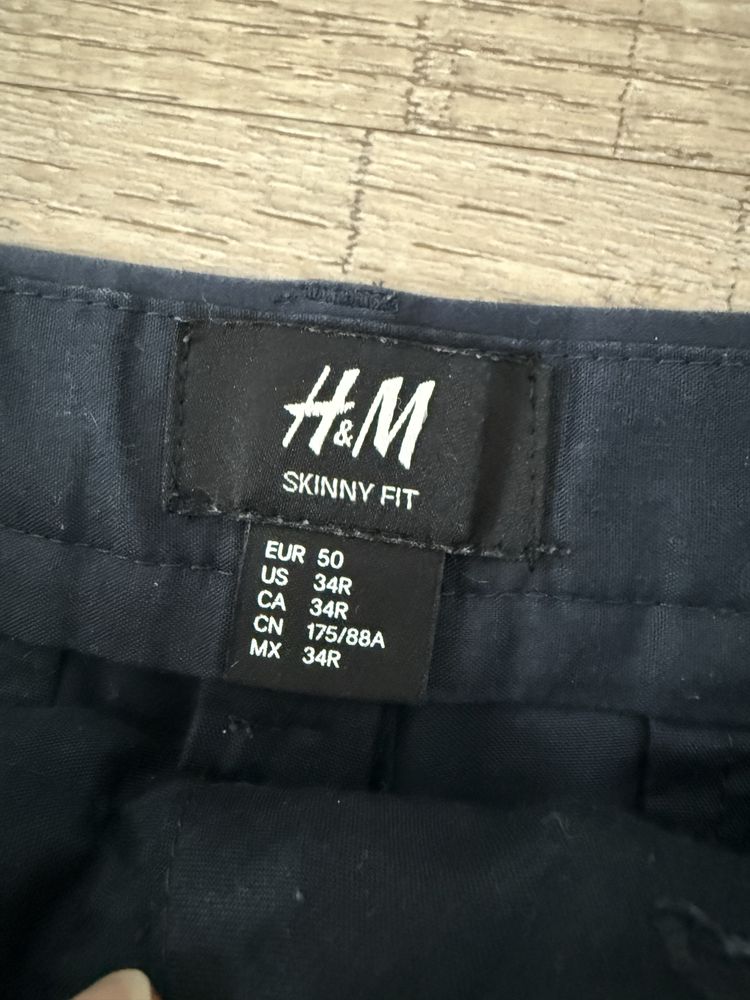 H&M
SKINNY FIT
EUR 50
US 34R
CA 34R
CN 175/88A
MX 34R